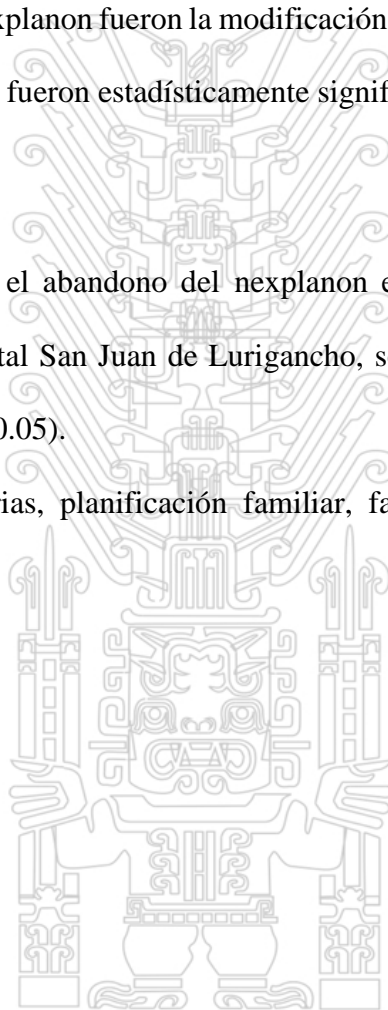 xplanon fueron la modificación
fueron estadísticamente signif
el abandono del nexplanon e
tal San Juan de Lurigancho, s
0.05).
rias, planificación familiar, fa